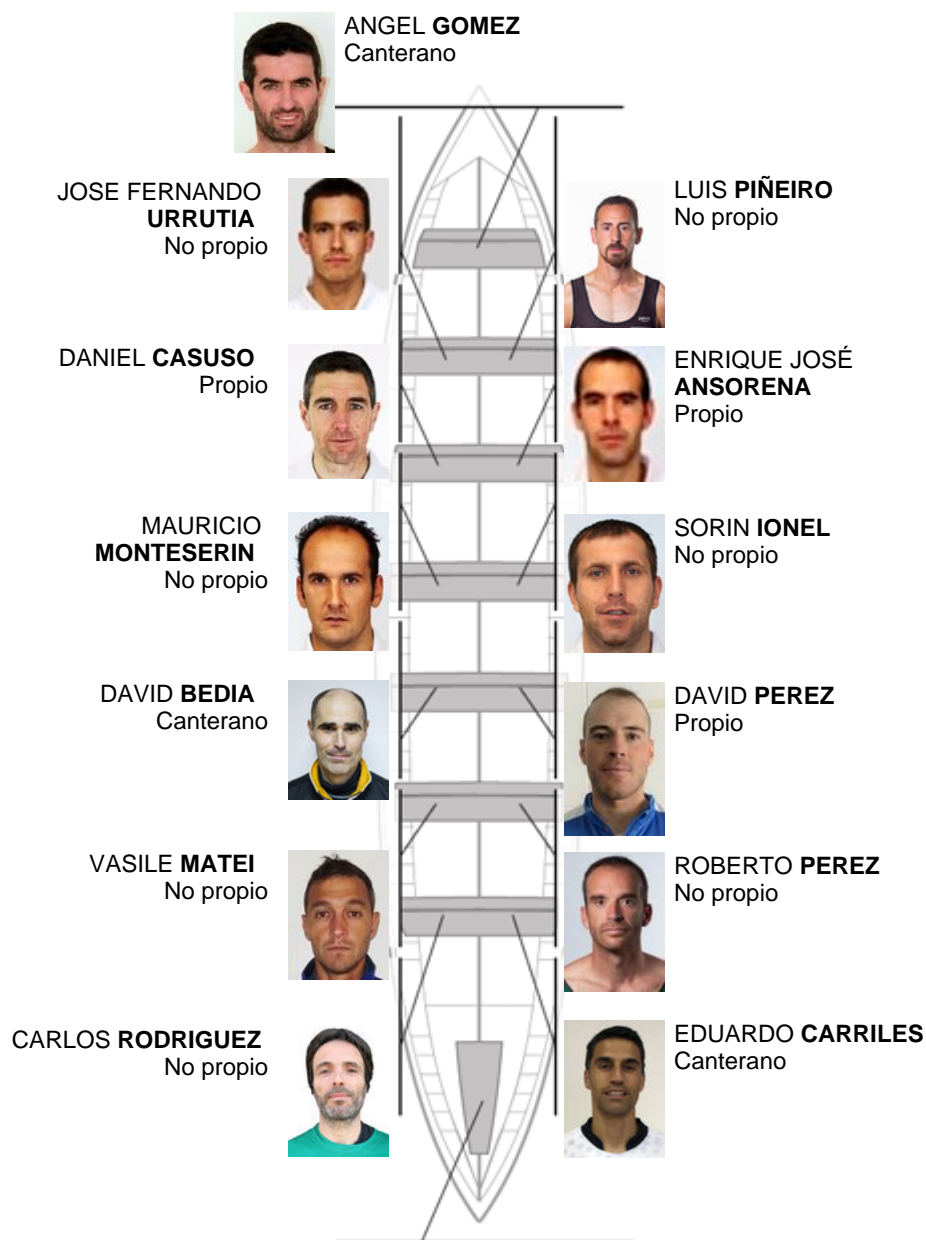 ANGEL GOMEZ
Canterano
JOSE FERNANDO
URRUTIA
No propio
LUIS PIÑEIRO
No propio
DANIEL CASUSO
Propio
ENRIQUE JOSÉ
ANSORENA
Propio
MAURICIO
MONTESERIN
No propio
SORIN IONEL
No propio
DAVID BEDIA
Canterano
DAVID PEREZ
Propio
VASILE MATEI
No propio
ROBERTO PEREZ
No propio
CARLOS RODRIGUEZ
No propio
EDUARDO CARRILES
Canterano